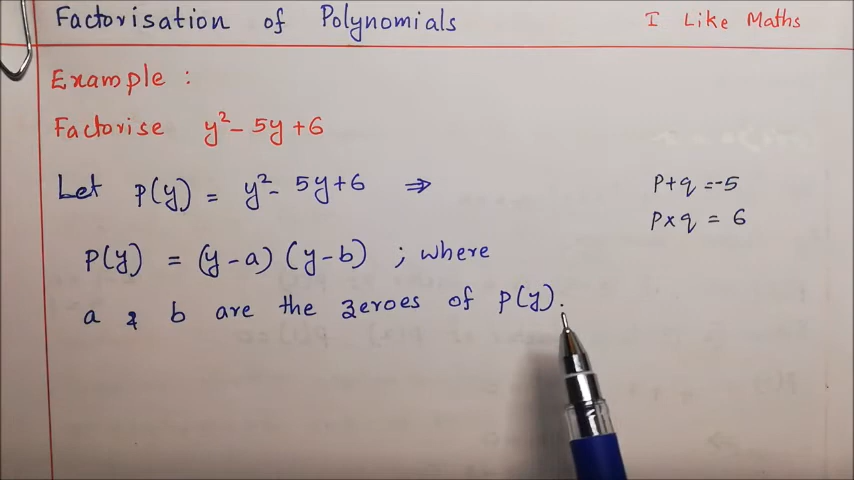 Factorisation of Polynomials I Like Maths
Example :
Factorise y² - 5y + 6
Let p(y) = y² - 5y + 6 ⇒
p+q = -5
p×q = 6
p(y) = (y - a) (y - b) ; where
a & b are the zeroes of p(y).